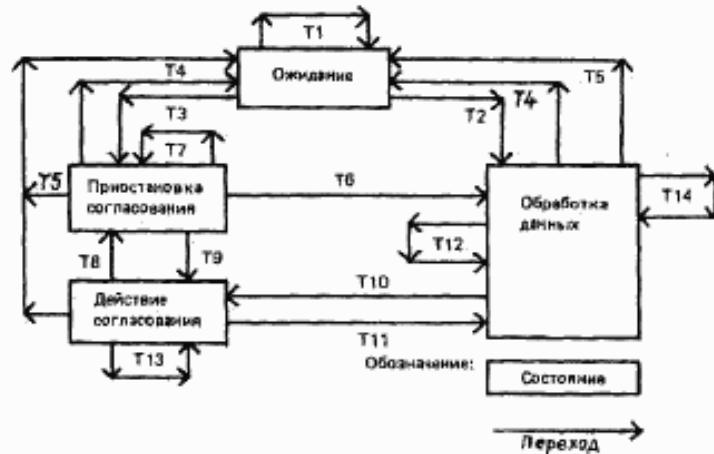 T1
Ожидание
T4
T5
T3
T2
T4
T7
T5
Приостановка
согласования
T6
Обработка
данных
T14
T12
T8
T9
T10
Действие
согласования
T11
T13
Обозначение:
Состояние
Переход